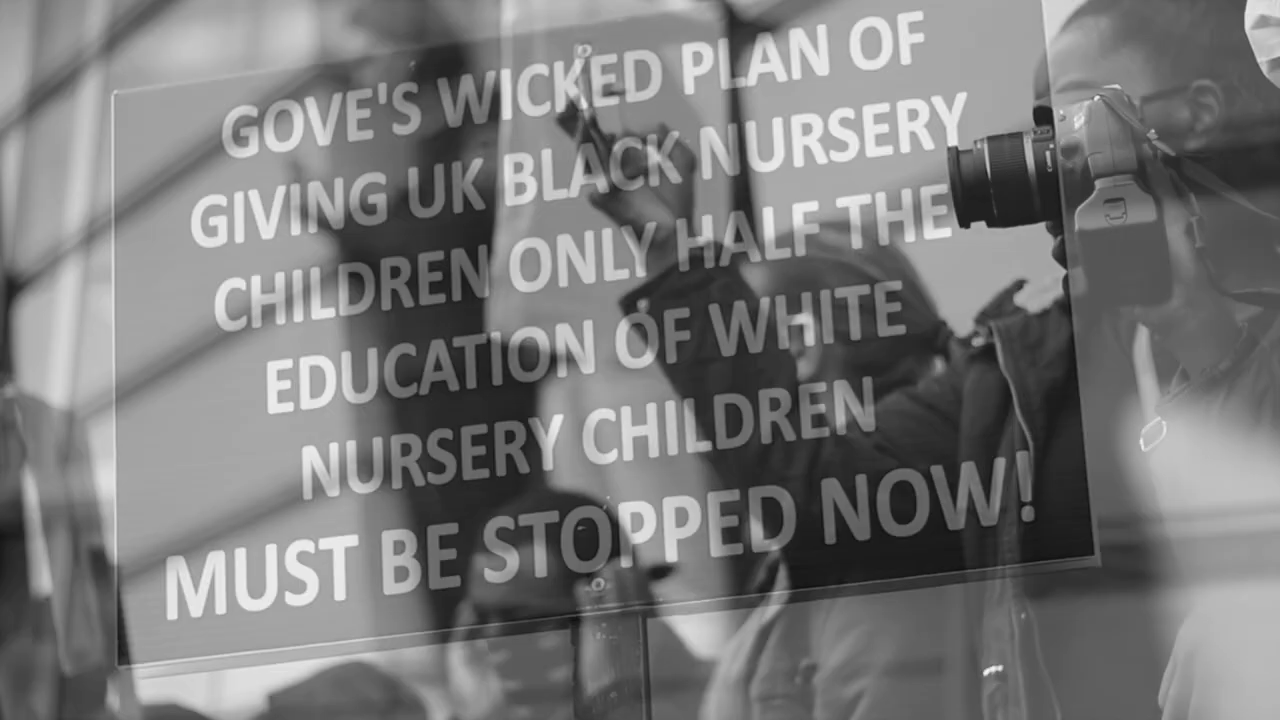 GOVE'S WICKED PLAN OF
GIVING UK BLACK NURSERY
CHILDREN ONLY HALF THE
EDUCATION OF WHITE
NURSERY CHILDREN
MUST BE STOPPED NOW!